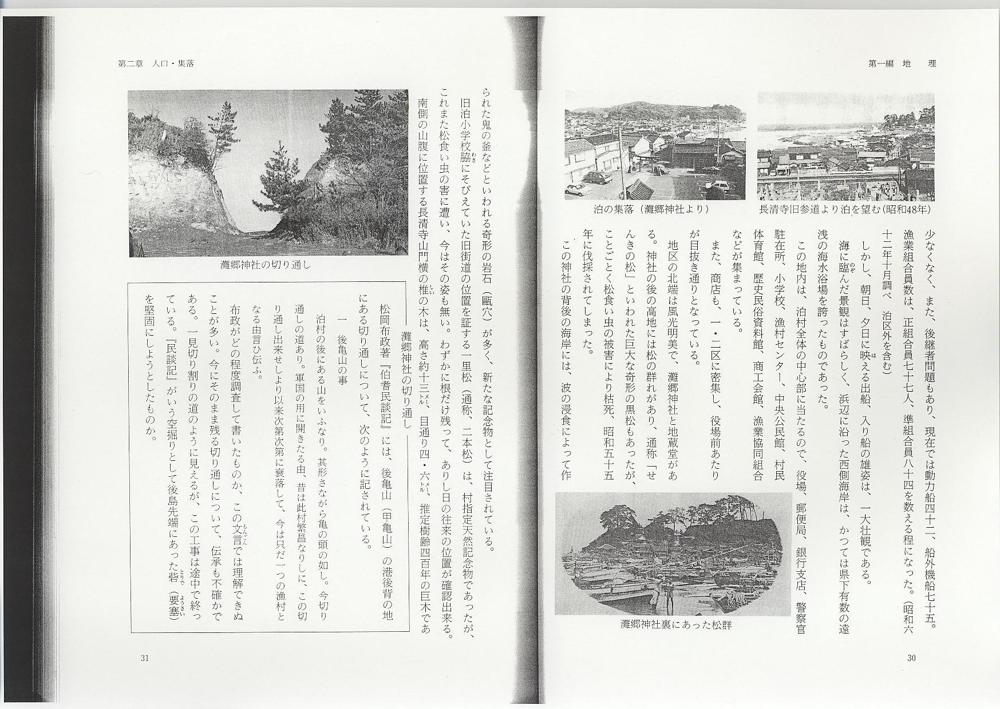 第一編　地　　理
長清寺旧参道より泊を望む(昭和48年)
泊の集落（灘郷神社より）
少なくなく、また、後継者問題もあり、現在では動力船四十二、船外機船七十五。
漁業組合員数は、正組合員七十七人、準組合員八十四を数える程になった。（昭和六
十二年十月調べ　泊区外を含む）
しかし、朝日、夕日に映える出船、入り船の雄姿は、一大壮観である。
海に臨んだ景観はすばらしく、浜辺に沿った西側海岸は、かつては県下有数の遠
浅の海水浴場を誇ったものであった。
この地内は、泊村全体の中心部に当たるので、役場、郵便局、銀行支店、警察官
駐在所、小学校、漁村センター、中央公民館、村民
体育館、歴史民俗資料館、商工会館、漁業協同組合
などが集まっている。
また、商店も、一・二区に密集し、役場前あたり
が目抜き通りとなっている。
地区の北端は風光明美で、灘郷神社と地蔵堂があ
る。神社の後の高地には松の群れがあり、通称「せ
んきの松」といわれた巨大な奇形の黒松もあったが、
ことごとく松食い虫の被害により枯死、昭和五十五
年に伐採されてしまった。
この神社の背後の海岸には、波の浸食によって作
灘郷神社裏にあった松群
30
第二章　人口・集落
られた鬼の釜などといわれる奇形の岩石（甌穴）が多く、新たな記念物として注目されている。
旧泊小学校脇にそびえていた旧街道の位置を証する一里松（通称、二本松）は、村指定天然記念物であったが、
これまた松食い虫の害に遭い、今はその姿も無い。わずかに根だけ残って、ありし日の往来の位置が確認出来る。
南側の山腹に位置する長清寺山門横の椎の木は、高さ約十三メートル、目通り四・六メートル、推定樹齢四百年の巨木であ
灘郷神社の切り通し
灘郷神社の切り通し
松岡布政著『伯耆民談記』には、後亀山（甲亀山）の港後背の地
にある切り通しについて、次のように記されている。
一　後亀山の事
泊村の後にある山をいふなり。其形さながら亀の頭の如し。今切り
通しの道あり。軍国の用に開きたる由、昔は此村繁昌なりしに、この切
り通し出来せしより以来次第次第に衰落して、今は只だ一つの漁村と
なる由言ひ伝ふ。
布政がどの程度調査して書いたものか、この文言では理解できぬ
ことが多い。今にそのまま残る切り通しについて、伝承も不確かで
ある。一見切り割りの道のように見えるが、この工事は途中で終っ
ている。『民談記』がいう空掘りとして後島先端にあった砦（要塞）
を堅固にしようとしたものか。
31